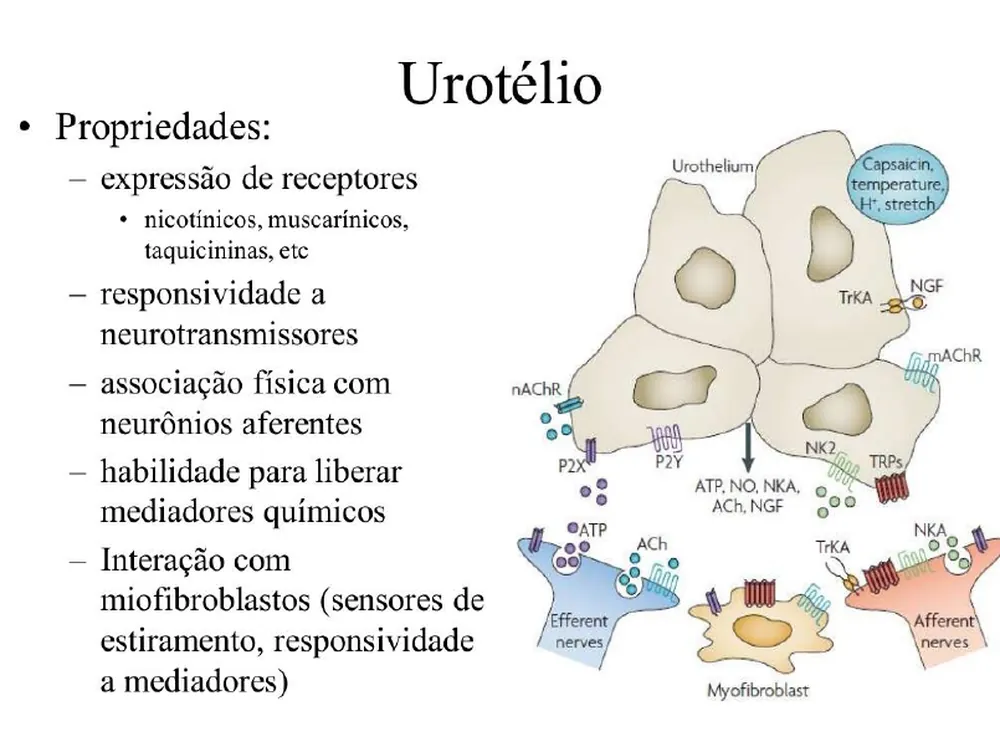 Urotélio
• Propriedades:
– expressão de receptores
• nicotínicos, muscarínicos,
taquicininas, etc
– responsividade a
neurotransmissores
– associação física com
neurônios aferentes
– habilidade para liberar
mediadores químicos
– Interação com
miofibroblastos (sensores de
estiramento, responsividade
a mediadores)
Urothelium
Capsaicin,
temperature,
H⁺, stretch
TrKA
NGF
mAChR
nAChR
P2X
P2Y
NK2
TRPs
ATP, NO, NKA,
ACh, NGF
ATP
ACh
TrKA
NKA
Efferent
nerves
Afferent
nerves
Myofibroblast